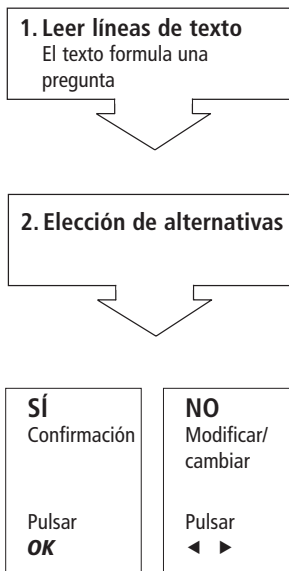 1. Leer líneas de texto
El texto formula una
pregunta
2. Elección de alternativas
SÍ
Confirmación
Pulsar
OK
NO
Modificar/
cambiar
Pulsar
◄ ►